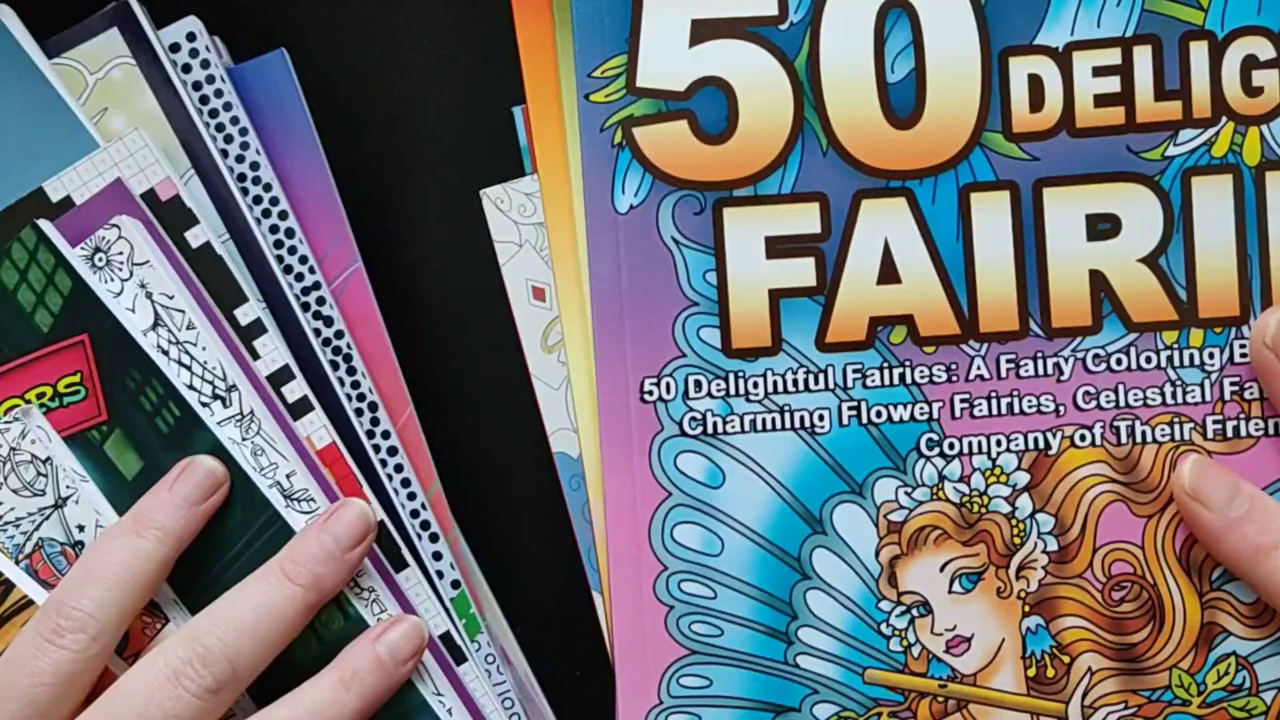 50 DELIG
FAIRI
50 Delightful Fairies: A Fairy Coloring B
Charming Flower Fairies, Celestial Fa
Company of Their Frien
ORS